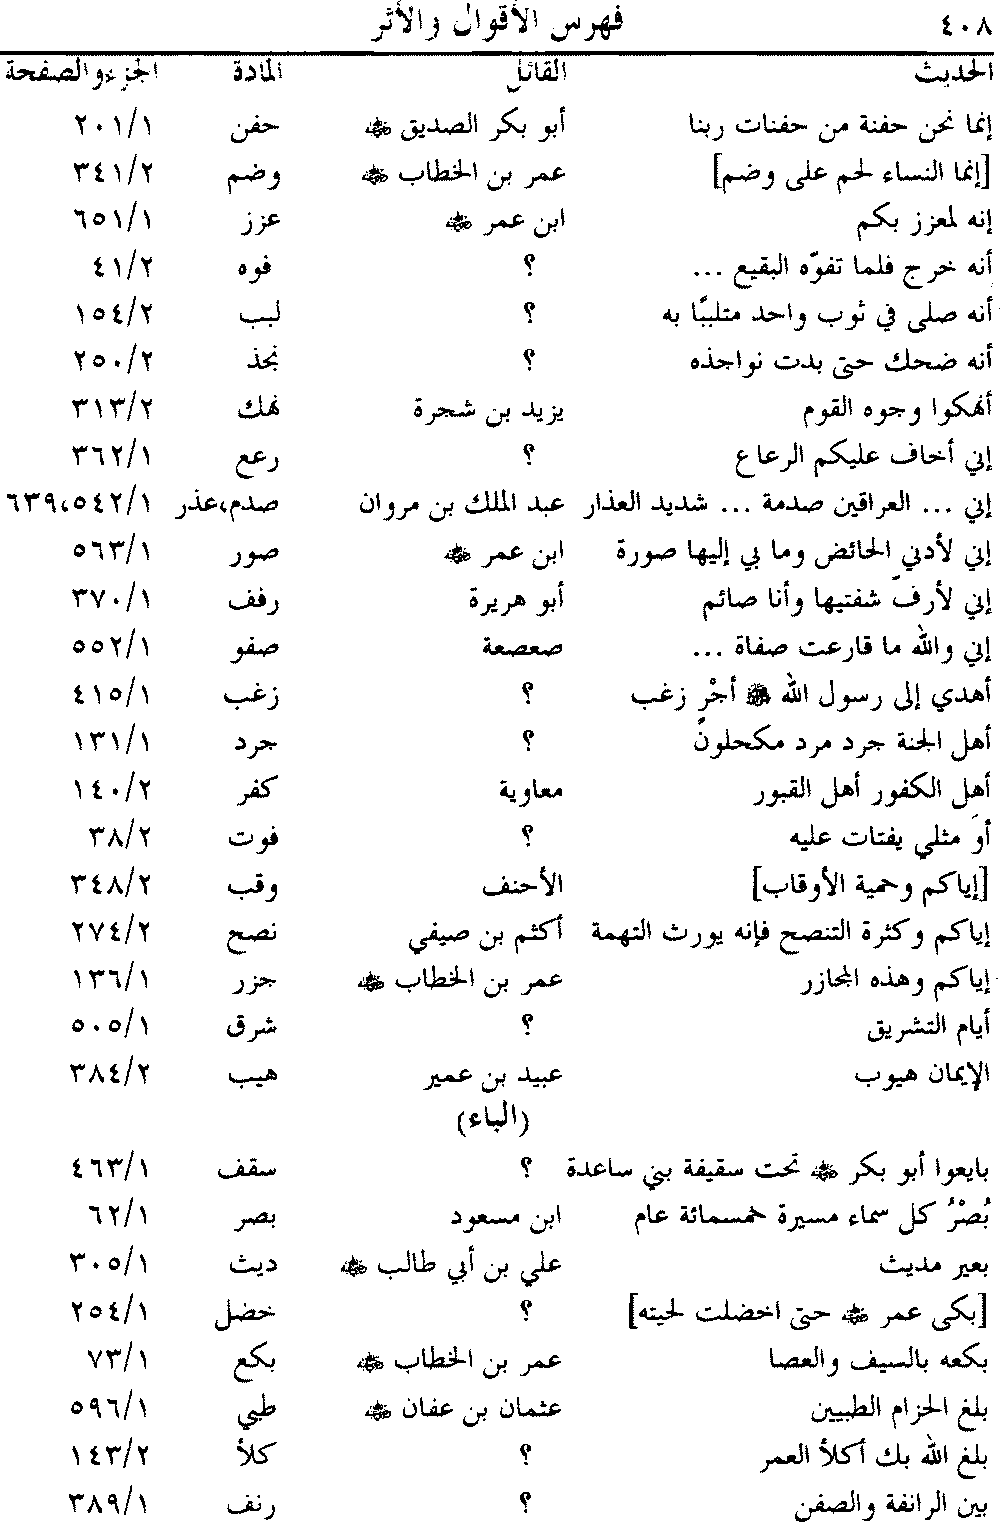 ٤٠٨ فهرس الأقوال والأثر
الحديث القائل المادة الجزء والصفحة
إنما نحن حفنة من حفنات ربنا أبو بكر الصديق ﷺ حفن ٢٠١/١
[إنما النساء لحم على وضم] عمر بن الخطاب ﷺ وضم ٣٤١/٢
إنه لمعزز بكم ابن عمر ﷺ عزز ٦٥١/١
أنه خرج فلما تفوّه البقيع ... ؟ فوه ٤١/٢
أنه صلى في ثوب واحد متلببًا به ؟ لبب ١٥٤/٢
أنه ضحك حتى بدت نواجذه ؟ نجذ ٢٥٠/٢
أنهكوا وجوه القوم يزيد بن شجرة نهك ٣١٣/٢
إني أخاف عليكم الرعاع ؟ رعع ٣٦٢/١
إني ... العراقين صدمة ... شديد العذار عبد الملك بن مروان صدم،عذر ٦٣٩،٥٤٢/١
إني لأدني الحائض وما بي إليها صورة ابن عمر ﷺ صور ٥٦٣/١
إني لأرفّ شفتيها وأنا صائم أبو هريرة رفف ٣٧٠/١
إني والله ما قارعت صفاة ... صعصعة صفو ٥٥٢/١
أهدي إلى رسول الله ﷺ أجْرٍ زغب ؟ زغب ٤١٥/١
أهل الجنة جرد مرد مكحلون ؟ جرد ١٣١/١
أهل الكفور أهل القبور معاوية كفر ١٤٠/٢
أوَ مثلي يفتات عليه ؟ فوت ٣٨/٢
[إياكم وحمية الأوقاب] الأحنف وقب ٣٤٨/٢
إياكم وكثرة التنصح فإنه يورث التهمة أكثم بن صيفي نصح ٢٧٤/٢
إياكم وهذه المجازر عمر بن الخطاب ﷺ جزر ١٣٦/١
أيام التشريق ؟ شرق ٥٠٥/١
الإيمان هيوب عبيد بن عمير هيب ٣٨٤/٢
(الباء)
بايعوا أبو بكر ﷺ تحت سقيفة بني ساعدة ؟ سقف ٤٦٣/١
بُصْرُ كل سماء مسيرة خمسمائة عام ابن مسعود بصر ٦٢/١
بعير مديث علي بن أبي طالب ﷺ ديث ٣٠٥/١
[بكى عمر ﷺ حتى اخضلت لحيته] ؟ خضل ٢٥٤/١
بكعه بالسيف والعصا عمر بن الخطاب ﷺ بكع ٧٣/١
بلغ الحزام الطبيين عثمان بن عفان ﷺ طبي ٥٩٦/١
بلغ الله بك أكلأ العمر ؟ كلأ ١٤٣/٢
بين الرانفة والصفن ؟ رنف ٣٨٩/١